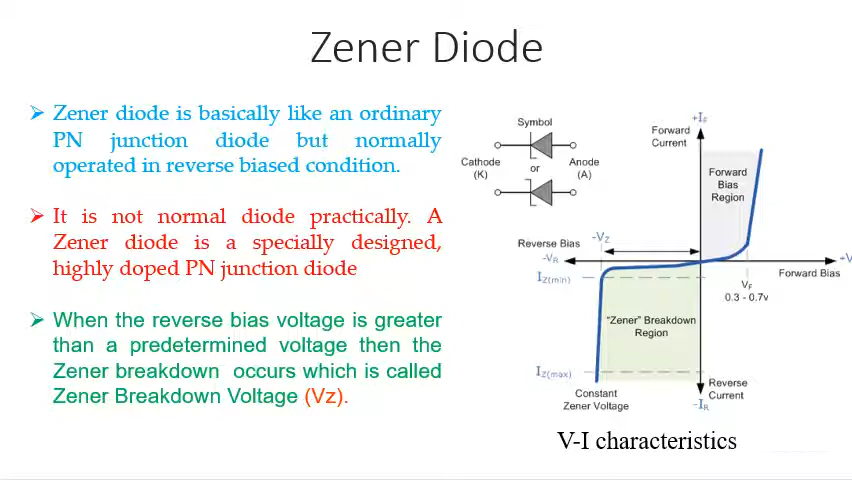 Zener Diode
➢ Zener diode is basically like an ordinary
PN junction diode but normally
operated in reverse biased condition.
➢ It is not normal diode practically. A
Zener diode is a specially designed,
highly doped PN junction diode
➢ When the reverse bias voltage is greater
than a predetermined voltage then the
Zener breakdown occurs which is called
Zener Breakdown Voltage (Vz).
Symbol
Cathode
(K)
or
Anode
(A)
+IF
Forward
Current
Forward
Bias
Region
-VZ
Reverse Bias
-VR
+V
Forward Bias
IZ(min)
VF
0.3 - 0.7v
"Zener" Breakdown
Region
IZ(max)
Constant
Zener Voltage
Reverse
Current
-IR
V-I characteristics